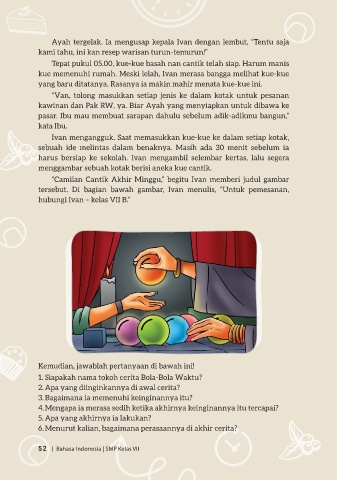 Ayah tergelak. Ia mengusap kepala Ivan dengan lembut, "Tentu saja
kami tahu, ini kan resep warisan turun-temurun!"
Tepat pukul 05.00, kue-kue basah nan cantik telah siap. Harum manis
kue memenuhi rumah. Meski lelah, Ivan merasa bangga melihat kue-kue
yang baru ditatanya. Rasanya ia makin mahir menata kue-kue ini.
"Van, tolong masukkan setiap jenis ke dalam kotak untuk pesanan
kawinan dan Pak RW, ya. Biar Ayah yang menyiapkan untuk dibawa ke
pasar. Ibu mau membuat sarapan dahulu sebelum adik-adikmu bangun,"
kata Ibu.
Ivan mengangguk. Saat memasukkan kue-kue ke dalam setiap kotak,
sebuah ide melintas dalam benaknya. Masih ada 30 menit sebelum ia
harus bersiap ke sekolah. Ivan mengambil selembar kertas, lalu segera
menggambar sebuah kotak berisi aneka kue cantik.
"Camilan Cantik Akhir Minggu," begitu Ivan memberi judul gambar
tersebut. Di bagian bawah gambar, Ivan menulis, "Untuk pemesanan,
hubungi Ivan – kelas VII B."
Kemudian, jawablah pertanyaan di bawah ini!
1. Siapakah nama tokoh cerita Bola-Bola Waktu?
2. Apa yang diinginkannya di awal cerita?
3. Bagaimana ia memenuhi keinginannya itu?
4. Mengapa ia merasa sedih ketika akhirnya keinginannya itu tercapai?
5. Apa yang akhirnya ia lakukan?
6. Menurut kalian, bagaimana perasaannya di akhir cerita?
52 | Bahasa Indonesia | SMP Kelas VII